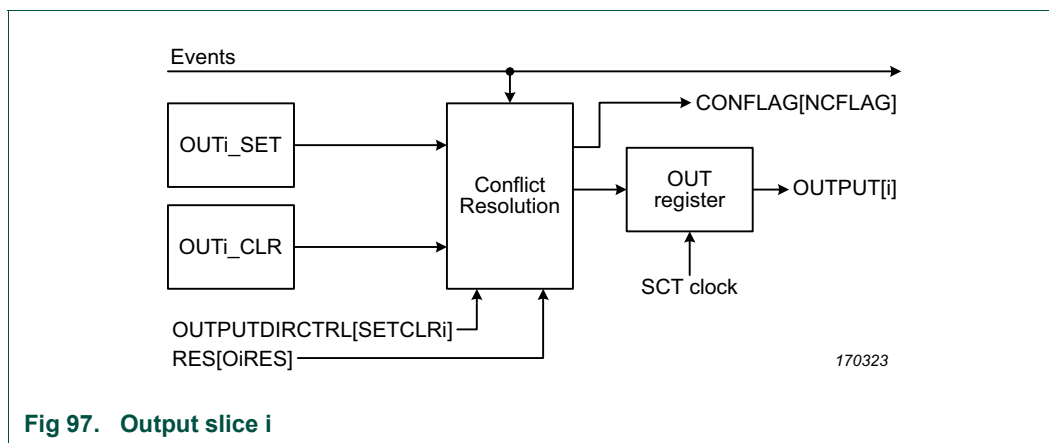 Events
OUTi_SET
OUTi_CLR
Conflict
Resolution
CONFLAG[NCFLAG]
OUT
register
OUTPUT[i]
SCT clock
OUTPUTDIRCTRL[SETCLRi]
RES[OiRES]
170323
Fig 97. Output slice i